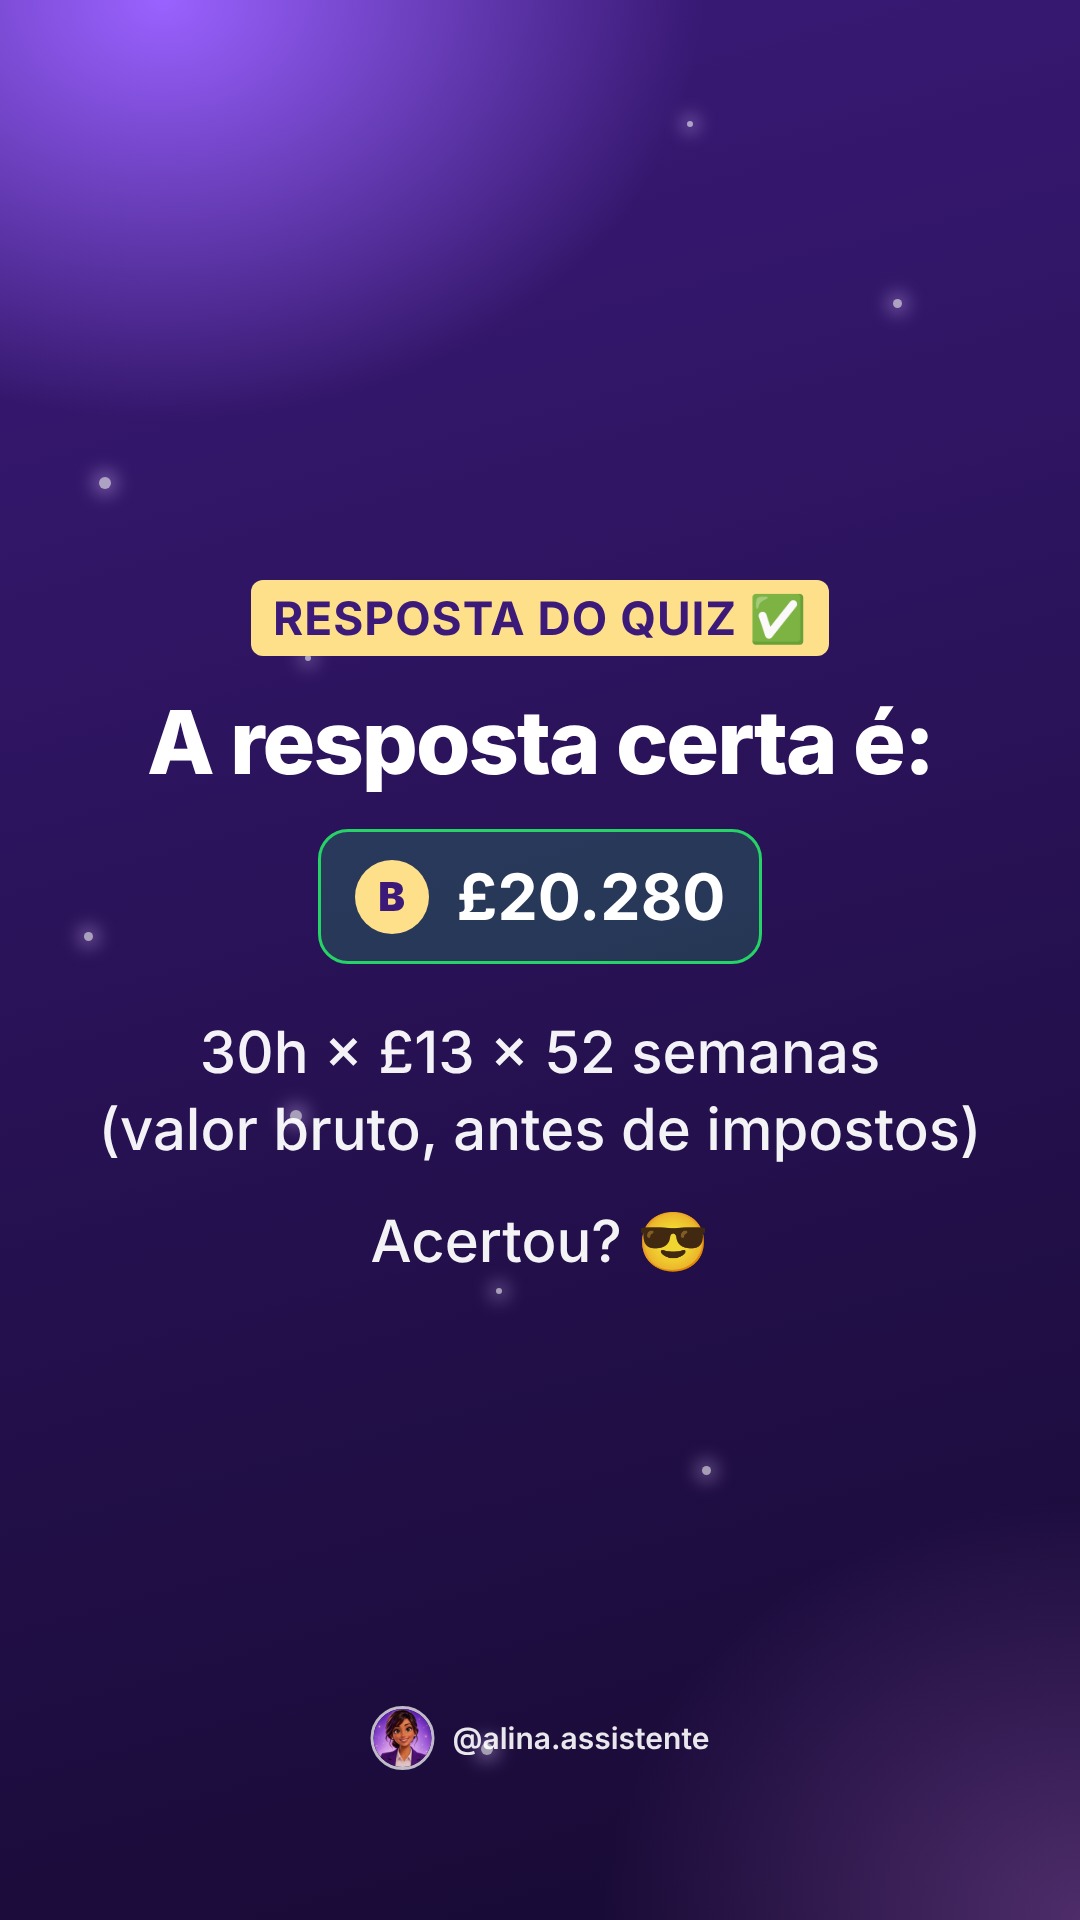 RESPOSTA DO QUIZ ✅
A resposta certa é:
B £20.280
30h × £13 × 52 semanas
(valor bruto, antes de impostos)
Acertou? 😎
@alina.assistente